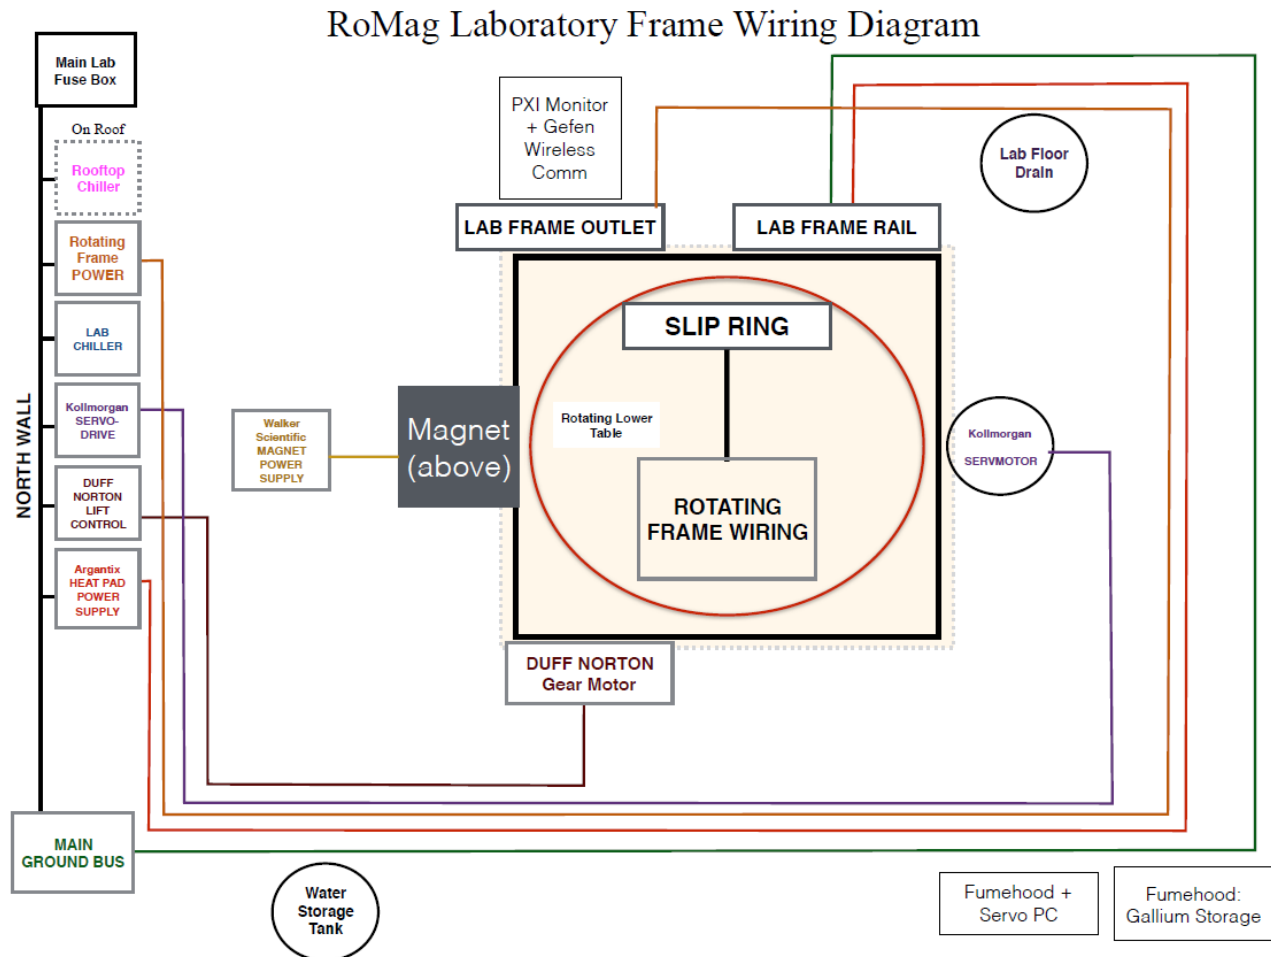 RoMag Laboratory Frame Wiring Diagram
Main Lab
Fuse Box
On Roof
Rooftop
Chiller
Rotating
Frame
POWER
LAB
CHILLER
Kollmorgan
SERVO-
DRIVE
DUFF
NORTON
LIFT
CONTROL
Argantix
HEAT PAD
POWER
SUPPLY
NORTH WALL
MAIN
GROUND BUS
Walker
Scientific
MAGNET
POWER
SUPPLY
PXI Monitor
+ Gefen
Wireless
Comm
LAB FRAME OUTLET
LAB FRAME RAIL
Lab Floor
Drain
SLIP RING
Magnet
(above)
Rotating Lower
Table
ROTATING
FRAME WIRING
Kollmorgan
SERVMOTOR
DUFF NORTON
Gear Motor
Water
Storage
Tank
Fumehood +
Servo PC
Fumehood:
Gallium Storage